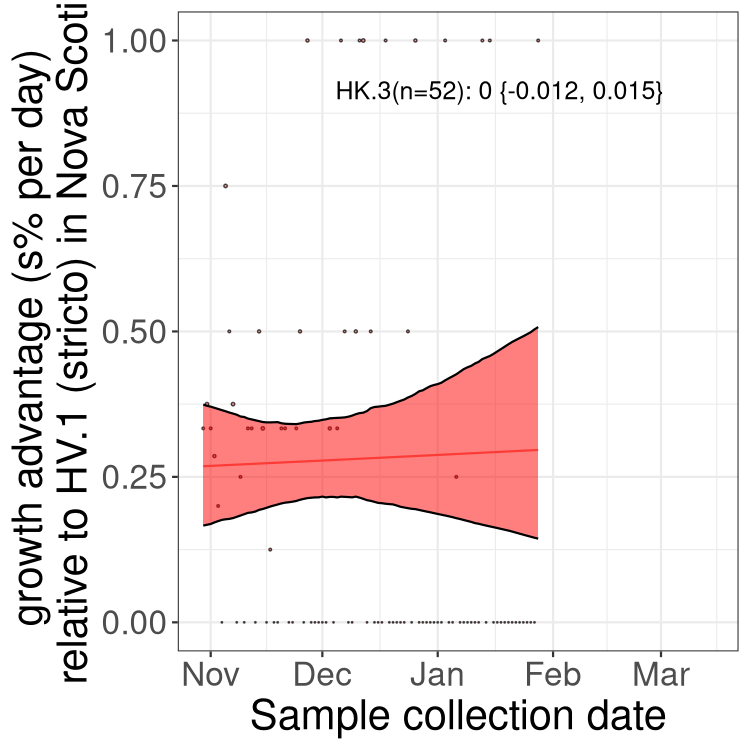 growth advantage (s% per day)
relative to HV.1 (stricto) in Nova Scoti
1.00
0.75
0.50
0.25
0.00
HK.3(n=52): 0 {-0.012, 0.015}
Nov Dec Jan Feb Mar
Sample collection date